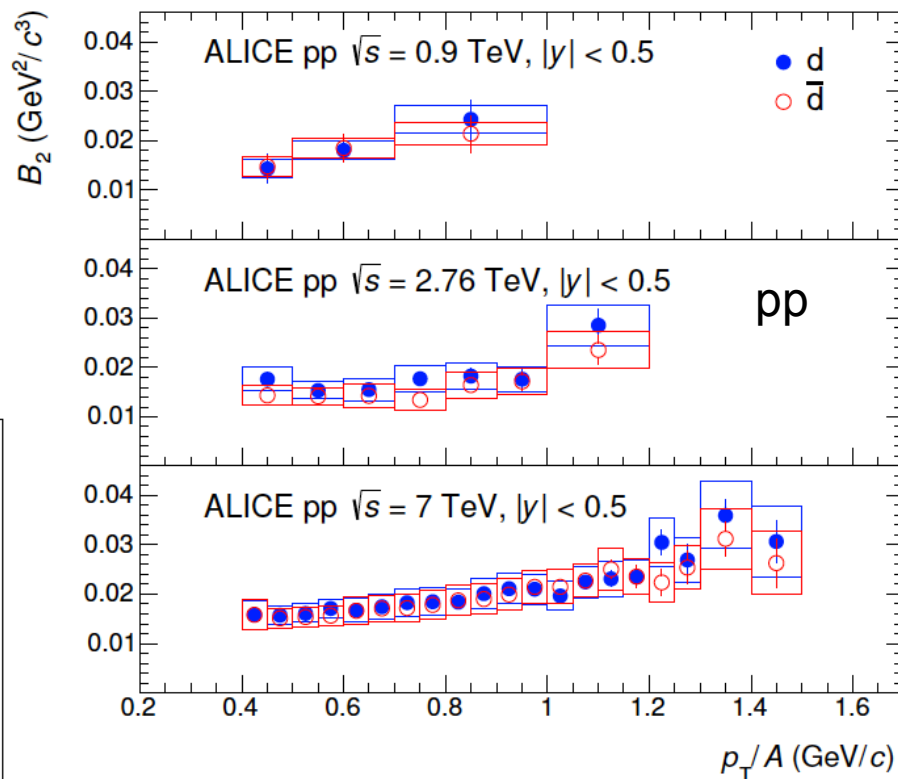 B₂ (GeV²/c³)
ALICE pp √s = 0.9 TeV, |y| < 0.5
d
d̅
0.04
0.03
0.02
0.01
ALICE pp √s = 2.76 TeV, |y| < 0.5
pp
0.04
0.03
0.02
0.01
ALICE pp √s = 7 TeV, |y| < 0.5
0.04
0.03
0.02
0.01
0.2 0.4 0.6 0.8 1 1.2 1.4 1.6
p_T/A (GeV/c)